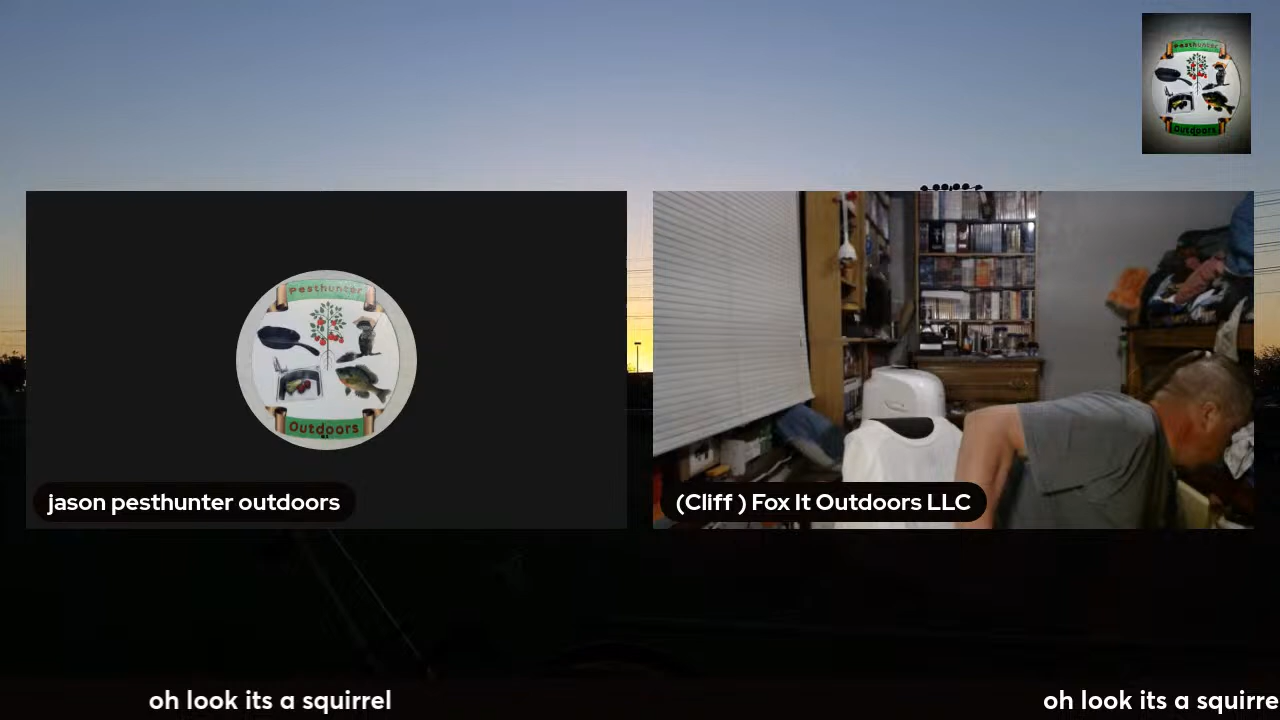 Pesthunter
Outdoors
Pesthunter
Outdoors
jason pesthunter outdoors
(Cliff ) Fox It Outdoors LLC
oh look its a squirrel
oh look its a squirre